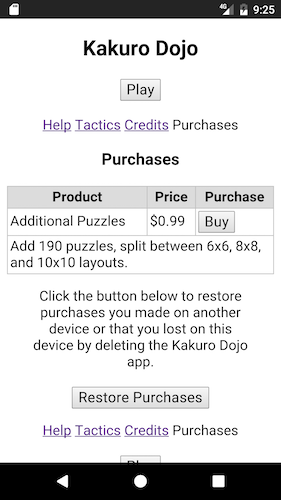 4G 9:25
Kakuro Dojo
Play
Help Tactics Credits Purchases
Purchases
Product Price Purchase
Additional Puzzles $0.99 Buy
Add 190 puzzles, split between 6x6, 8x8,
and 10x10 layouts.
Click the button below to restore
purchases you made on another
device or that you lost on this
device by deleting the Kakuro Dojo
app.
Restore Purchases
Help Tactics Credits Purchases
Play